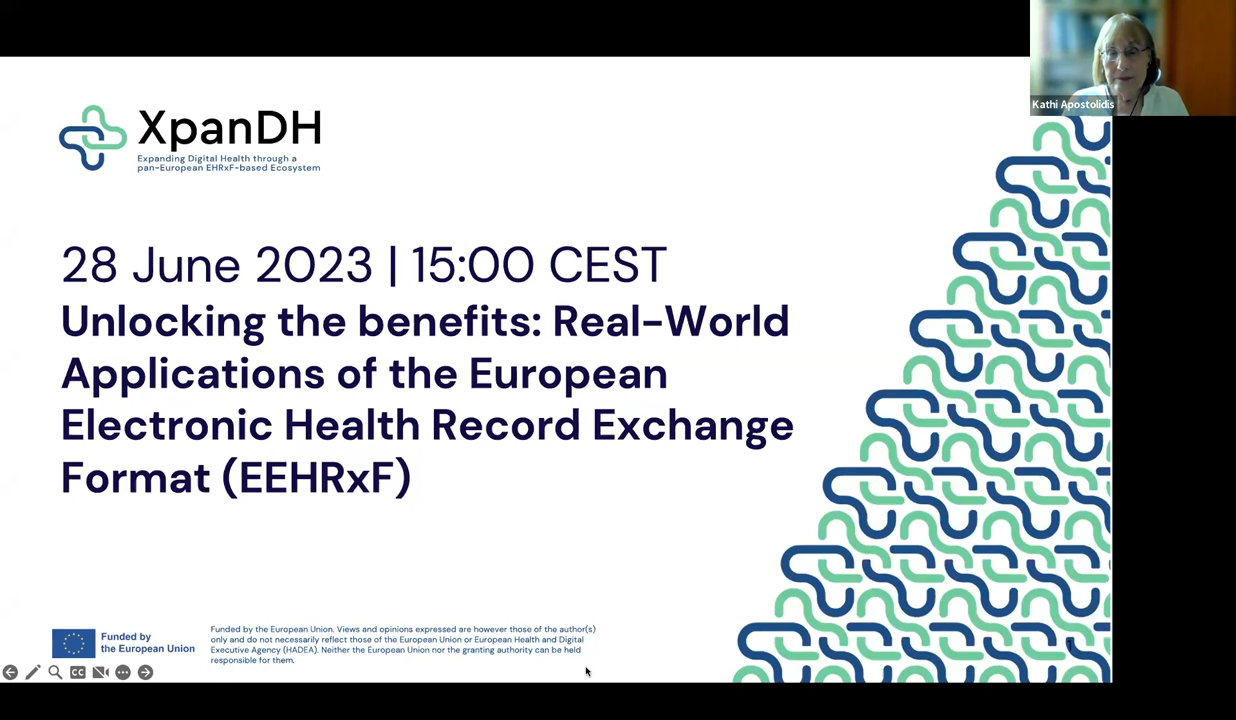 Kathi Apostolidis
XpanDH
Expanding Digital Health through a
pan-European EHRxF-based Ecosystem
28 June 2023 | 15:00 CEST
Unlocking the benefits: Real-World
Applications of the European
Electronic Health Record Exchange
Format (EEHRxF)
Funded by
the European Union
Funded by the European Union. Views and opinions expressed are however those of the author(s)
only and do not necessarily reflect those of the European Union or European Health and Digital
Executive Agency (HADEA). Neither the European Union nor the granting authority can be held
responsible for them.
1
CC